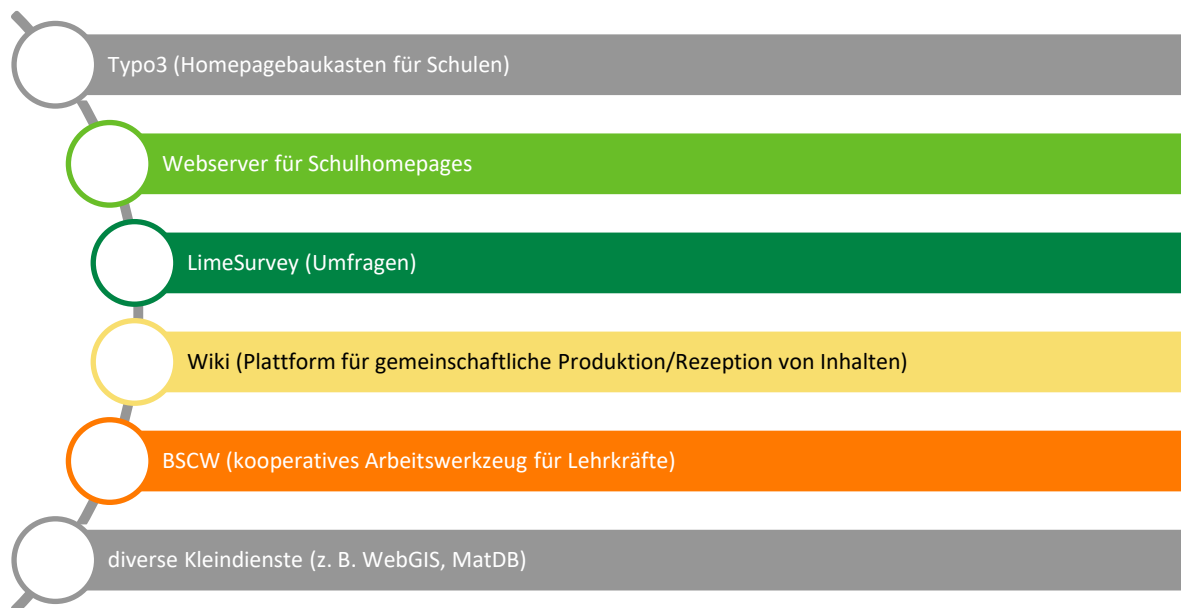 Typo3 (Homepagebaukasten für Schulen)
Webserver für Schulhomepages
LimeSurvey (Umfragen)
Wiki (Plattform für gemeinschaftliche Produktion/Rezeption von Inhalten)
BSCW (kooperatives Arbeitswerkzeug für Lehrkräfte)
diverse Kleindienste (z. B. WebGIS, MatDB)